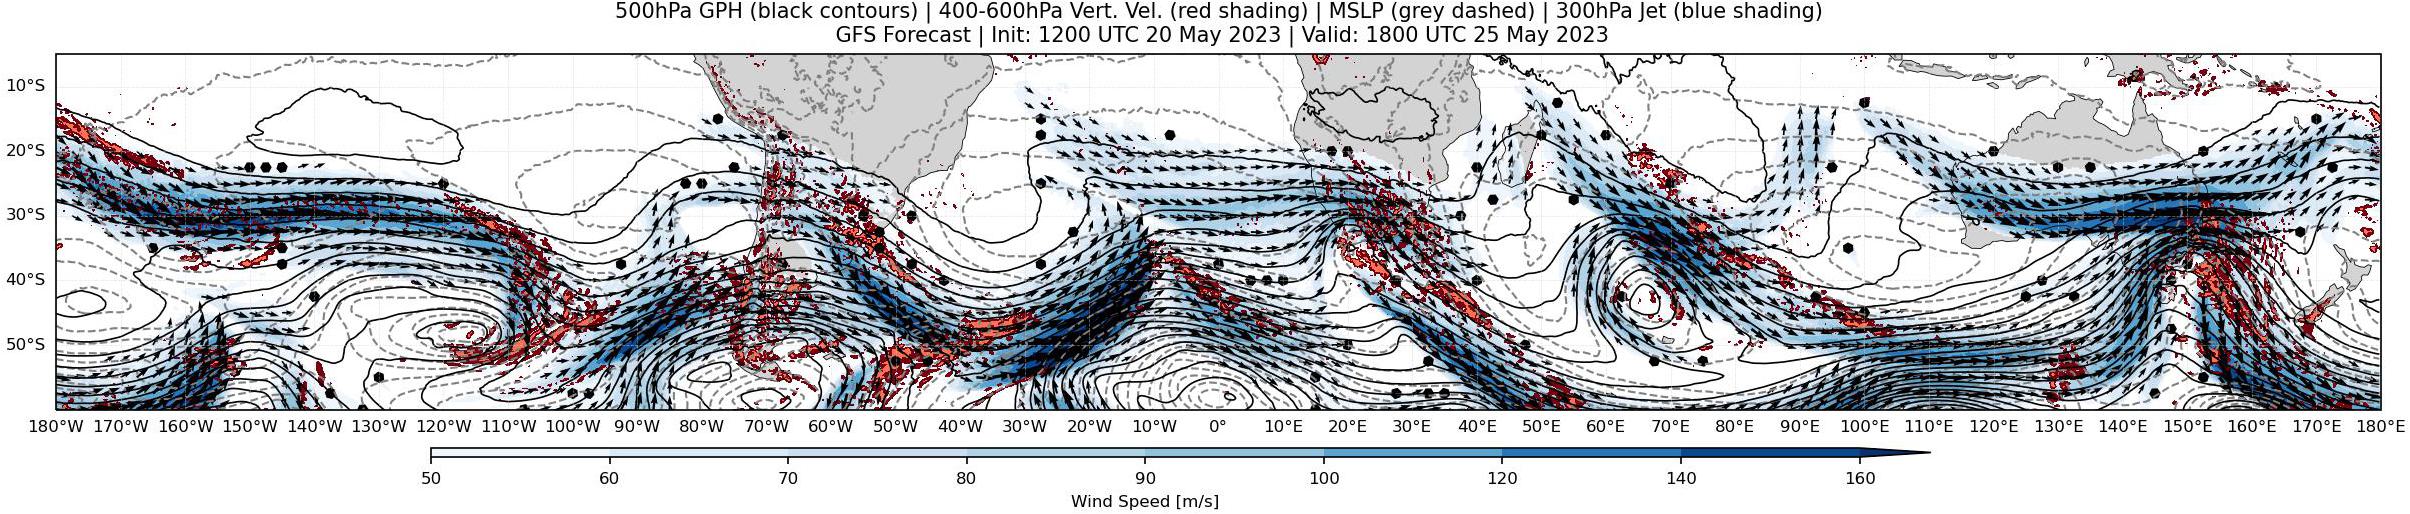 500hPa GPH (black contours) | 400-600hPa Vert. Vel. (red shading) | MSLP (grey dashed) | 300hPa Jet (blue shading)
GFS Forecast | Init: 1200 UTC 20 May 2023 | Valid: 1800 UTC 25 May 2023
10°S
20°S
30°S
40°S
50°S
180°W 170°W 160°W 150°W 140°W 130°W 120°W 110°W 100°W 90°W 80°W 70°W 60°W 50°W 40°W 30°W 20°W 10°W 0° 10°E 20°E 30°E 40°E 50°E 60°E 70°E 80°E 90°E 100°E 110°E 120°E 130°E 140°E 150°E 160°E 170°E 180°E
50 60 70 80 90 100 120 140 160
Wind Speed [m/s]